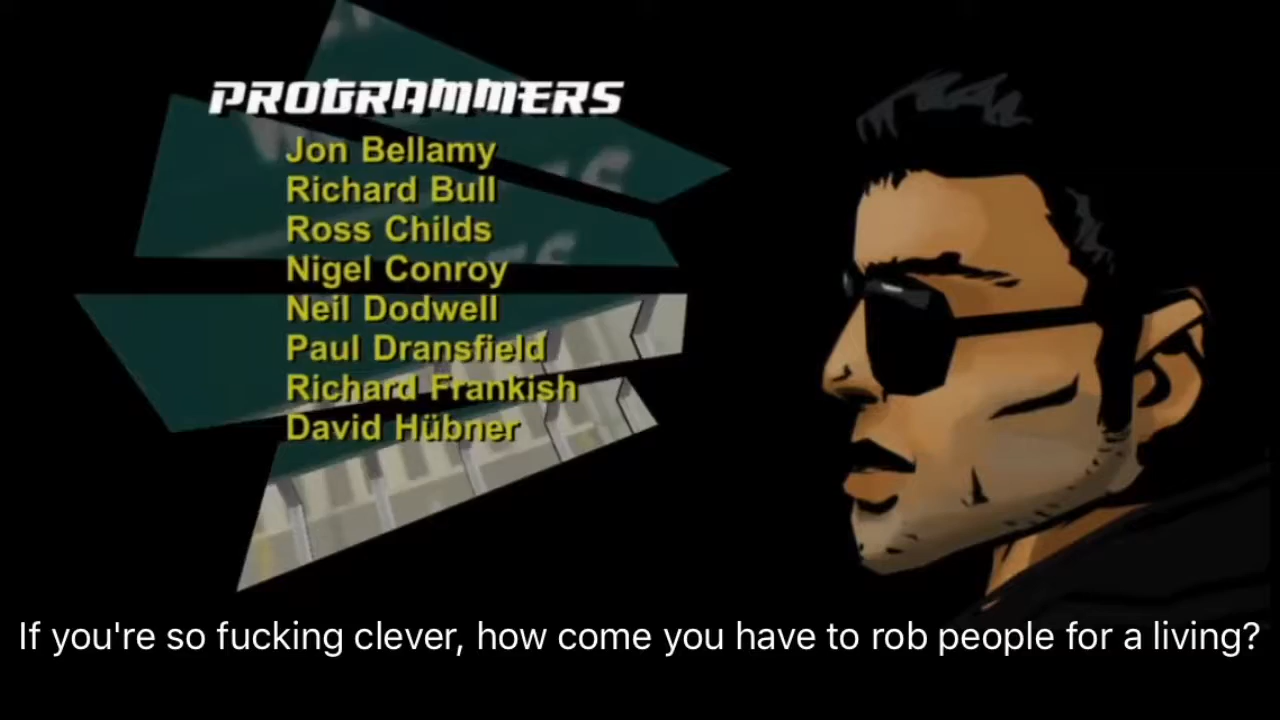 PROGRAMMERS
Jon Bellamy
Richard Bull
Ross Childs
Nigel Conroy
Neil Dodwell
Paul Dransfield
Richard Frankish
David Hübner
If you're so fucking clever, how come you have to rob people for a living?